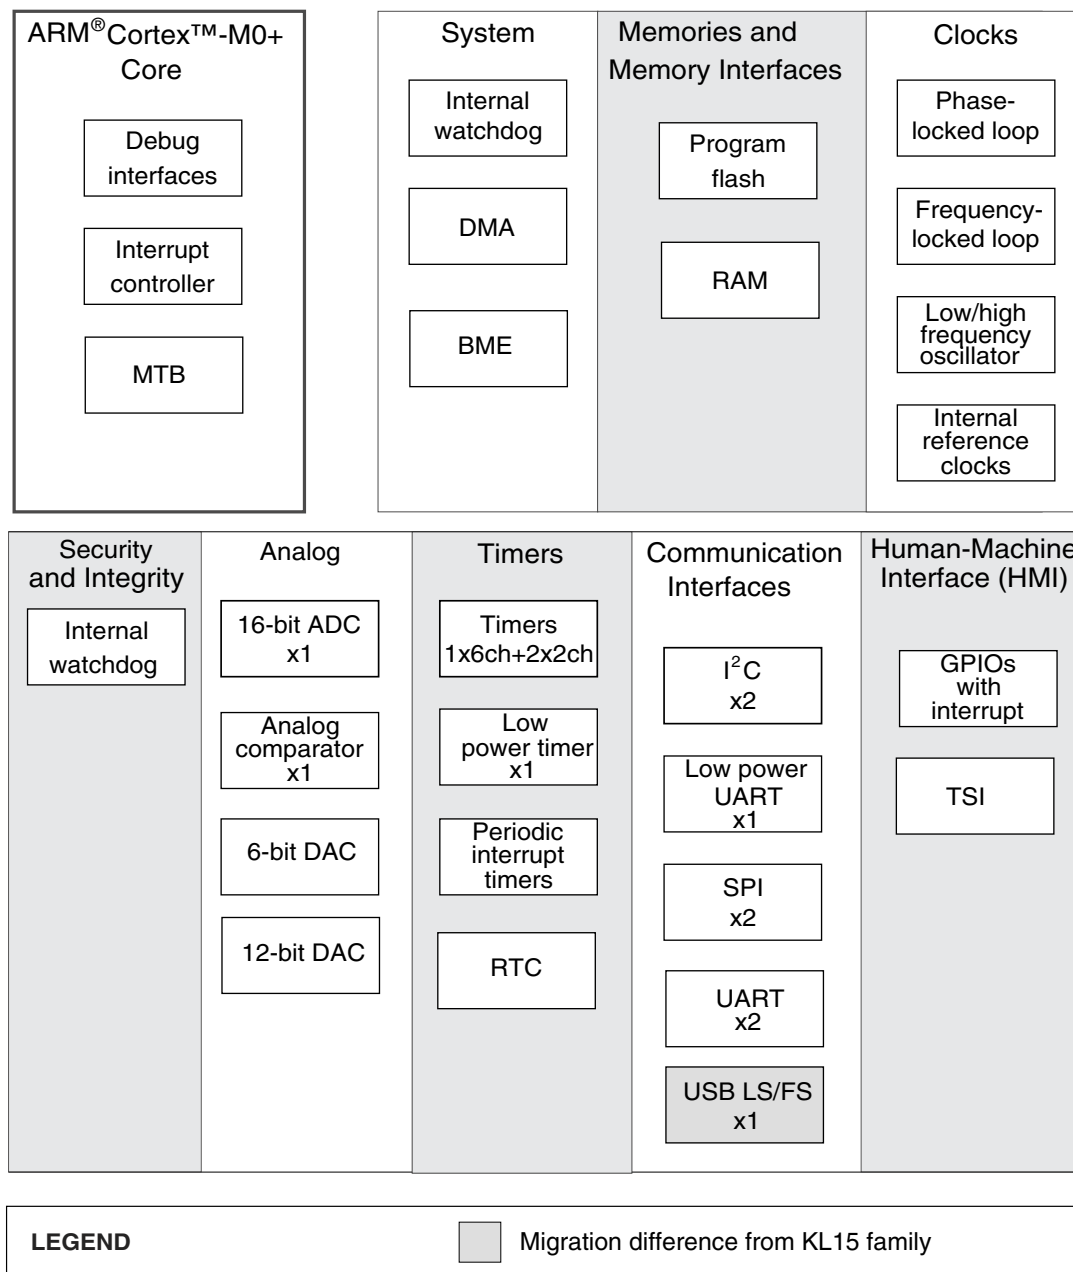 ARM®Cortex™-M0+
Core
Debug
interfaces
Interrupt
controller
MTB
System
Internal
watchdog
DMA
BME
Memories and
Memory Interfaces
Program
flash
RAM
Clocks
Phase-
locked loop
Frequency-
locked loop
Low/high
frequency
oscillator
Internal
reference
clocks
Security
and Integrity
Internal
watchdog
Analog
16-bit ADC
x1
Analog
comparator
x1
6-bit DAC
12-bit DAC
Timers
Timers
1x6ch+2x2ch
Low
power timer
x1
Periodic
interrupt
timers
RTC
Communication
Interfaces
I²C
x2
Low power
UART
x1
SPI
x2
UART
x2
USB LS/FS
x1
Human-Machine
Interface (HMI)
GPIOs
with
interrupt
TSI
LEGEND
Migration difference from KL15 family